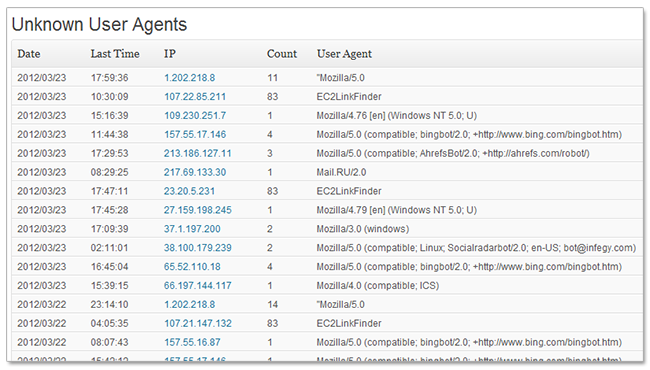 Unknown User Agents
Date Last Time IP Count User Agent
2012/03/23 17:59:36 1.202.218.8 11 "Mozilla/5.0
2012/03/23 10:30:09 107.22.85.211 83 EC2LinkFinder
2012/03/23 15:16:39 109.230.251.7 1 Mozilla/4.76 [en] (Windows NT 5.0; U)
2012/03/23 11:44:38 157.55.17.146 4 Mozilla/5.0 (compatible; bingbot/2.0; +http://www.bing.com/bingbot.htm)
2012/03/23 17:29:53 213.186.127.11 3 Mozilla/5.0 (compatible; AhrefsBot/2.0; +http://ahrefs.com/robot/)
2012/03/23 08:29:25 217.69.133.30 1 Mail.RU/2.0
2012/03/23 17:47:11 23.20.5.231 83 EC2LinkFinder
2012/03/23 17:45:28 27.159.198.245 1 Mozilla/4.79 [en] (Windows NT 5.0; U)
2012/03/23 17:09:39 37.1.197.200 2 Mozilla/3.0 (windows)
2012/03/23 02:11:01 38.100.179.239 2 Mozilla/5.0 (compatible; Linux; Socialradarbot/2.0; en-US; bot@infegy.com)
2012/03/23 16:45:04 65.52.110.18 4 Mozilla/5.0 (compatible; bingbot/2.0; +http://www.bing.com/bingbot.htm)
2012/03/23 15:39:15 66.197.144.117 1 Mozilla/4.0 (compatible; ICS)
2012/03/22 23:14:10 1.202.218.8 14 "Mozilla/5.0
2012/03/22 04:05:35 107.21.147.132 83 EC2LinkFinder
2012/03/22 08:07:43 157.55.16.87 1 Mozilla/5.0 (compatible; bingbot/2.0; +http://www.bing.com/bingbot.htm)
2012/03/22 15:42:12 157.55.17.146 1 Mozilla/5.0 (compatible; bingbot/2.0; +http://www.bing.com/bingbot.htm)